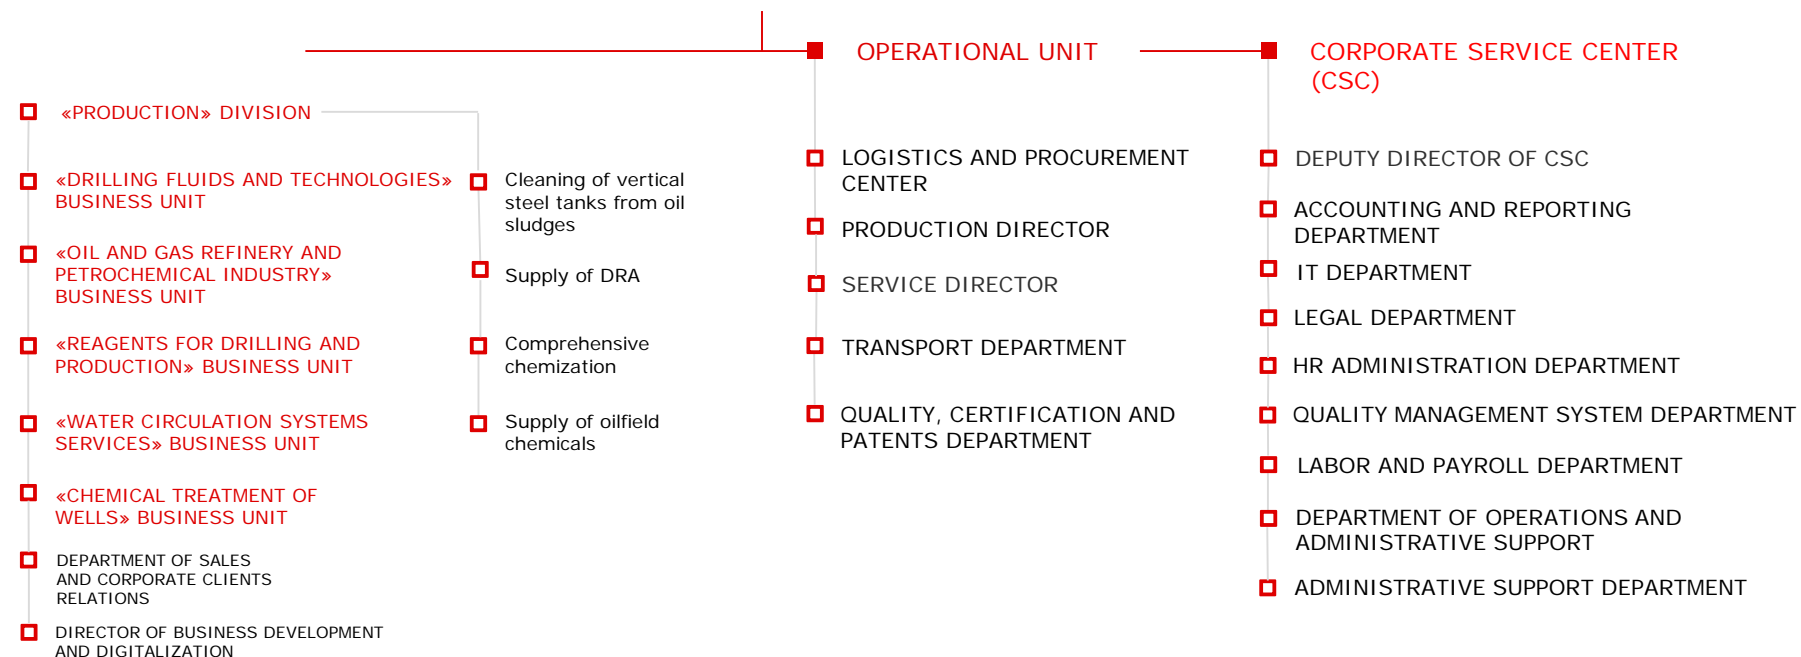 OPERATIONAL UNIT
CORPORATE SERVICE CENTER
(CSC)
«PRODUCTION» DIVISION
«DRILLING FLUIDS AND TECHNOLOGIES»
BUSINESS UNIT
«OIL AND GAS REFINERY AND
PETROCHEMICAL INDUSTRY»
BUSINESS UNIT
«REAGENTS FOR DRILLING AND
PRODUCTION» BUSINESS UNIT
«WATER CIRCULATION SYSTEMS
SERVICES» BUSINESS UNIT
«CHEMICAL TREATMENT OF
WELLS» BUSINESS UNIT
DEPARTMENT OF SALES
AND CORPORATE CLIENTS
RELATIONS
DIRECTOR OF BUSINESS DEVELOPMENT
AND DIGITALIZATION
Cleaning of vertical
steel tanks from oil
sludges
Supply of DRA
Comprehensive
chemization
Supply of oilfield
chemicals
LOGISTICS AND PROCUREMENT
CENTER
PRODUCTION DIRECTOR
SERVICE DIRECTOR
TRANSPORT DEPARTMENT
QUALITY, CERTIFICATION AND
PATENTS DEPARTMENT
DEPUTY DIRECTOR OF CSC
ACCOUNTING AND REPORTING
DEPARTMENT
IT DEPARTMENT
LEGAL DEPARTMENT
HR ADMINISTRATION DEPARTMENT
QUALITY MANAGEMENT SYSTEM DEPARTMENT
LABOR AND PAYROLL DEPARTMENT
DEPARTMENT OF OPERATIONS AND
ADMINISTRATIVE SUPPORT
ADMINISTRATIVE SUPPORT DEPARTMENT